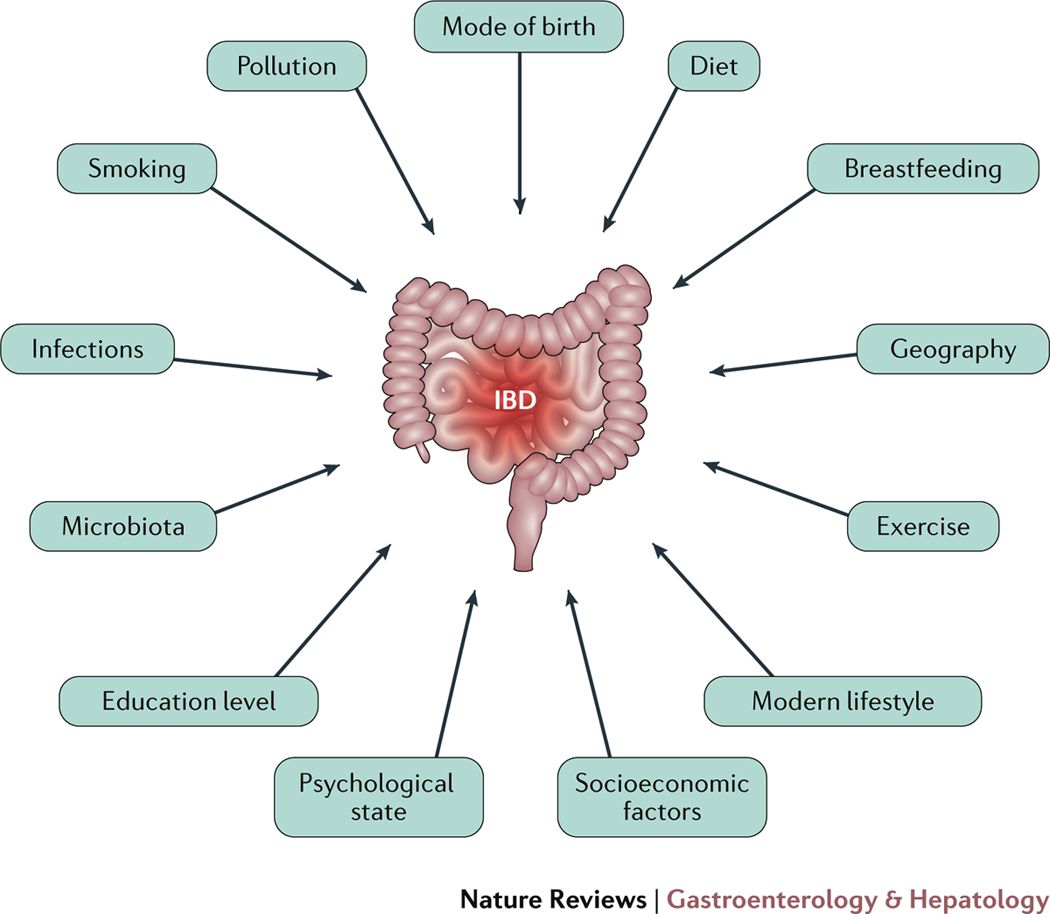 Mode of birth
Pollution
Diet
Smoking
Breastfeeding
Infections
Geography
IBD
Microbiota
Exercise
Education level
Modern lifestyle
Psychological
state
Socioeconomic
factors
Nature Reviews | Gastroenterology & Hepatology